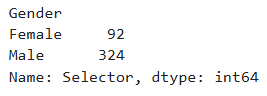 Gender
Female 92
Male 324
Name: Selector, dtype: int64